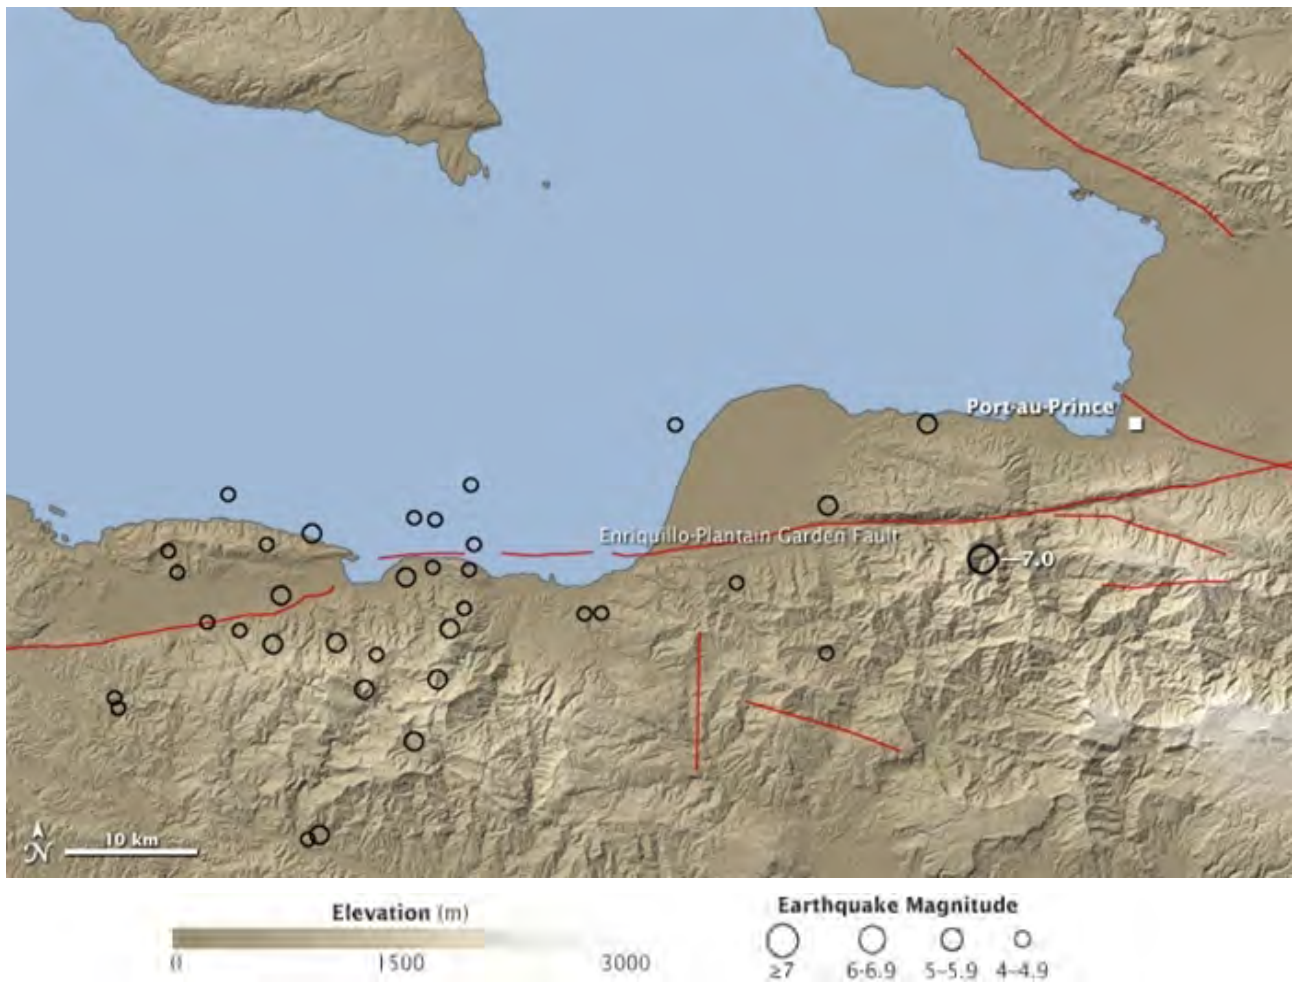 Port-au-Prince
Enriquillo-Plantain Garden Fault
7.0
N
10 km
Elevation (m)
0 1500 3000
Earthquake Magnitude
≥7 6-6.9 5-5.9 4-4.9